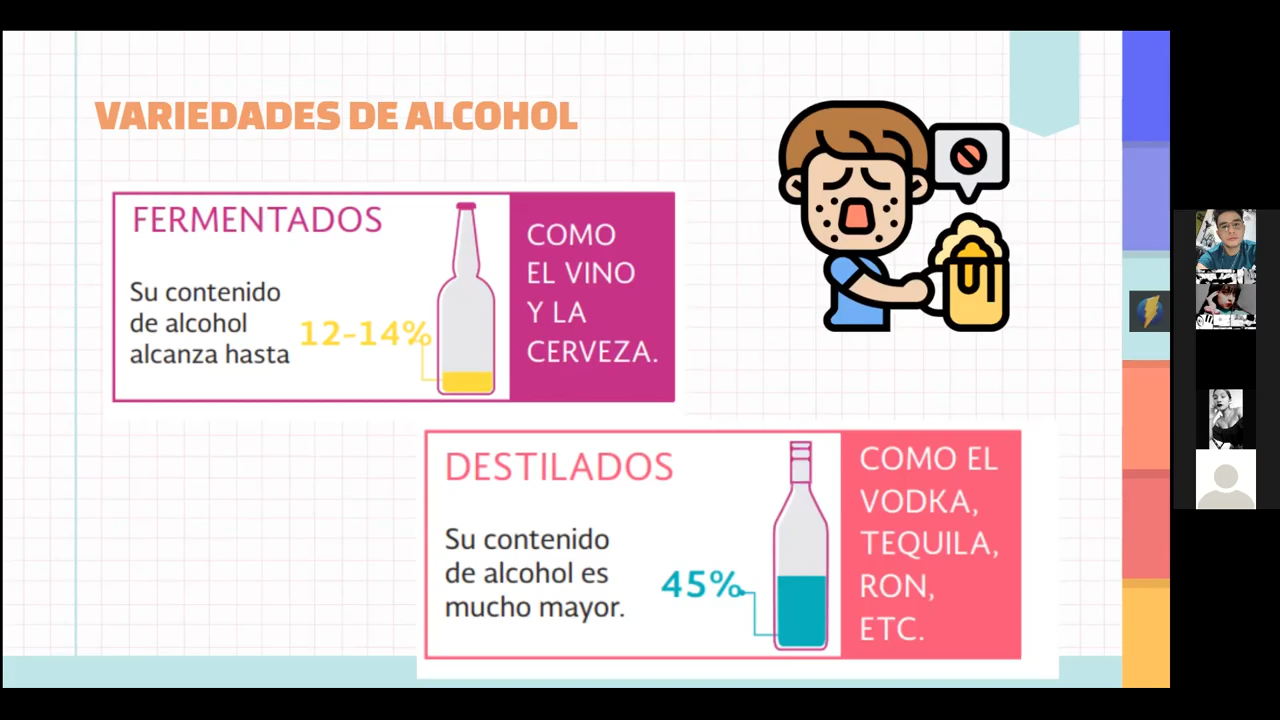 VARIEDADES DE ALCOHOL
FERMENTADOS
Su contenido
de alcohol
alcanza hasta
12-14%
COMO
EL VINO
Y LA
CERVEZA.
DESTILADOS
Su contenido
de alcohol es
mucho mayor.
45%
COMO EL
VODKA,
TEQUILA,
RON,
ETC.